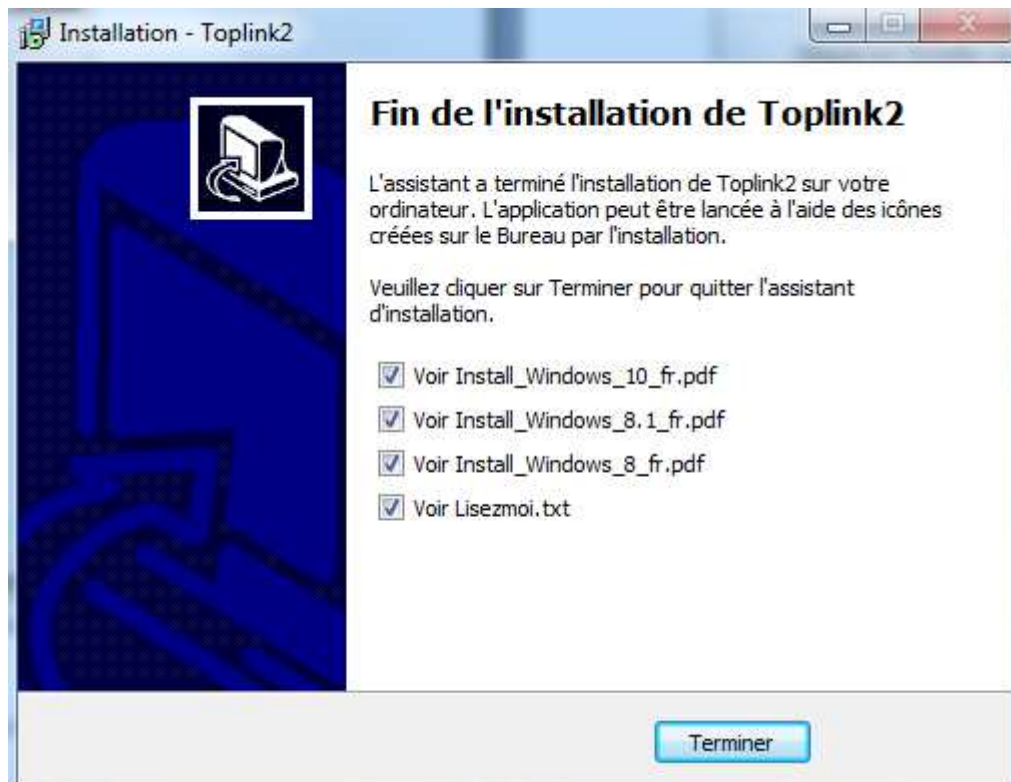 Installation - Toplink2
Fin de l'installation de Toplink2
L'assistant a terminé l'installation de Toplink2 sur votre
ordinateur. L'application peut être lancée à l'aide des icônes
créées sur le Bureau par l'installation.
Veuillez cliquer sur Terminer pour quitter l'assistant
d'installation.
Voir Install_Windows_10_fr.pdf
Voir Install_Windows_8.1_fr.pdf
Voir Install_Windows_8_fr.pdf
Voir Lisezmoi.txt
Terminer